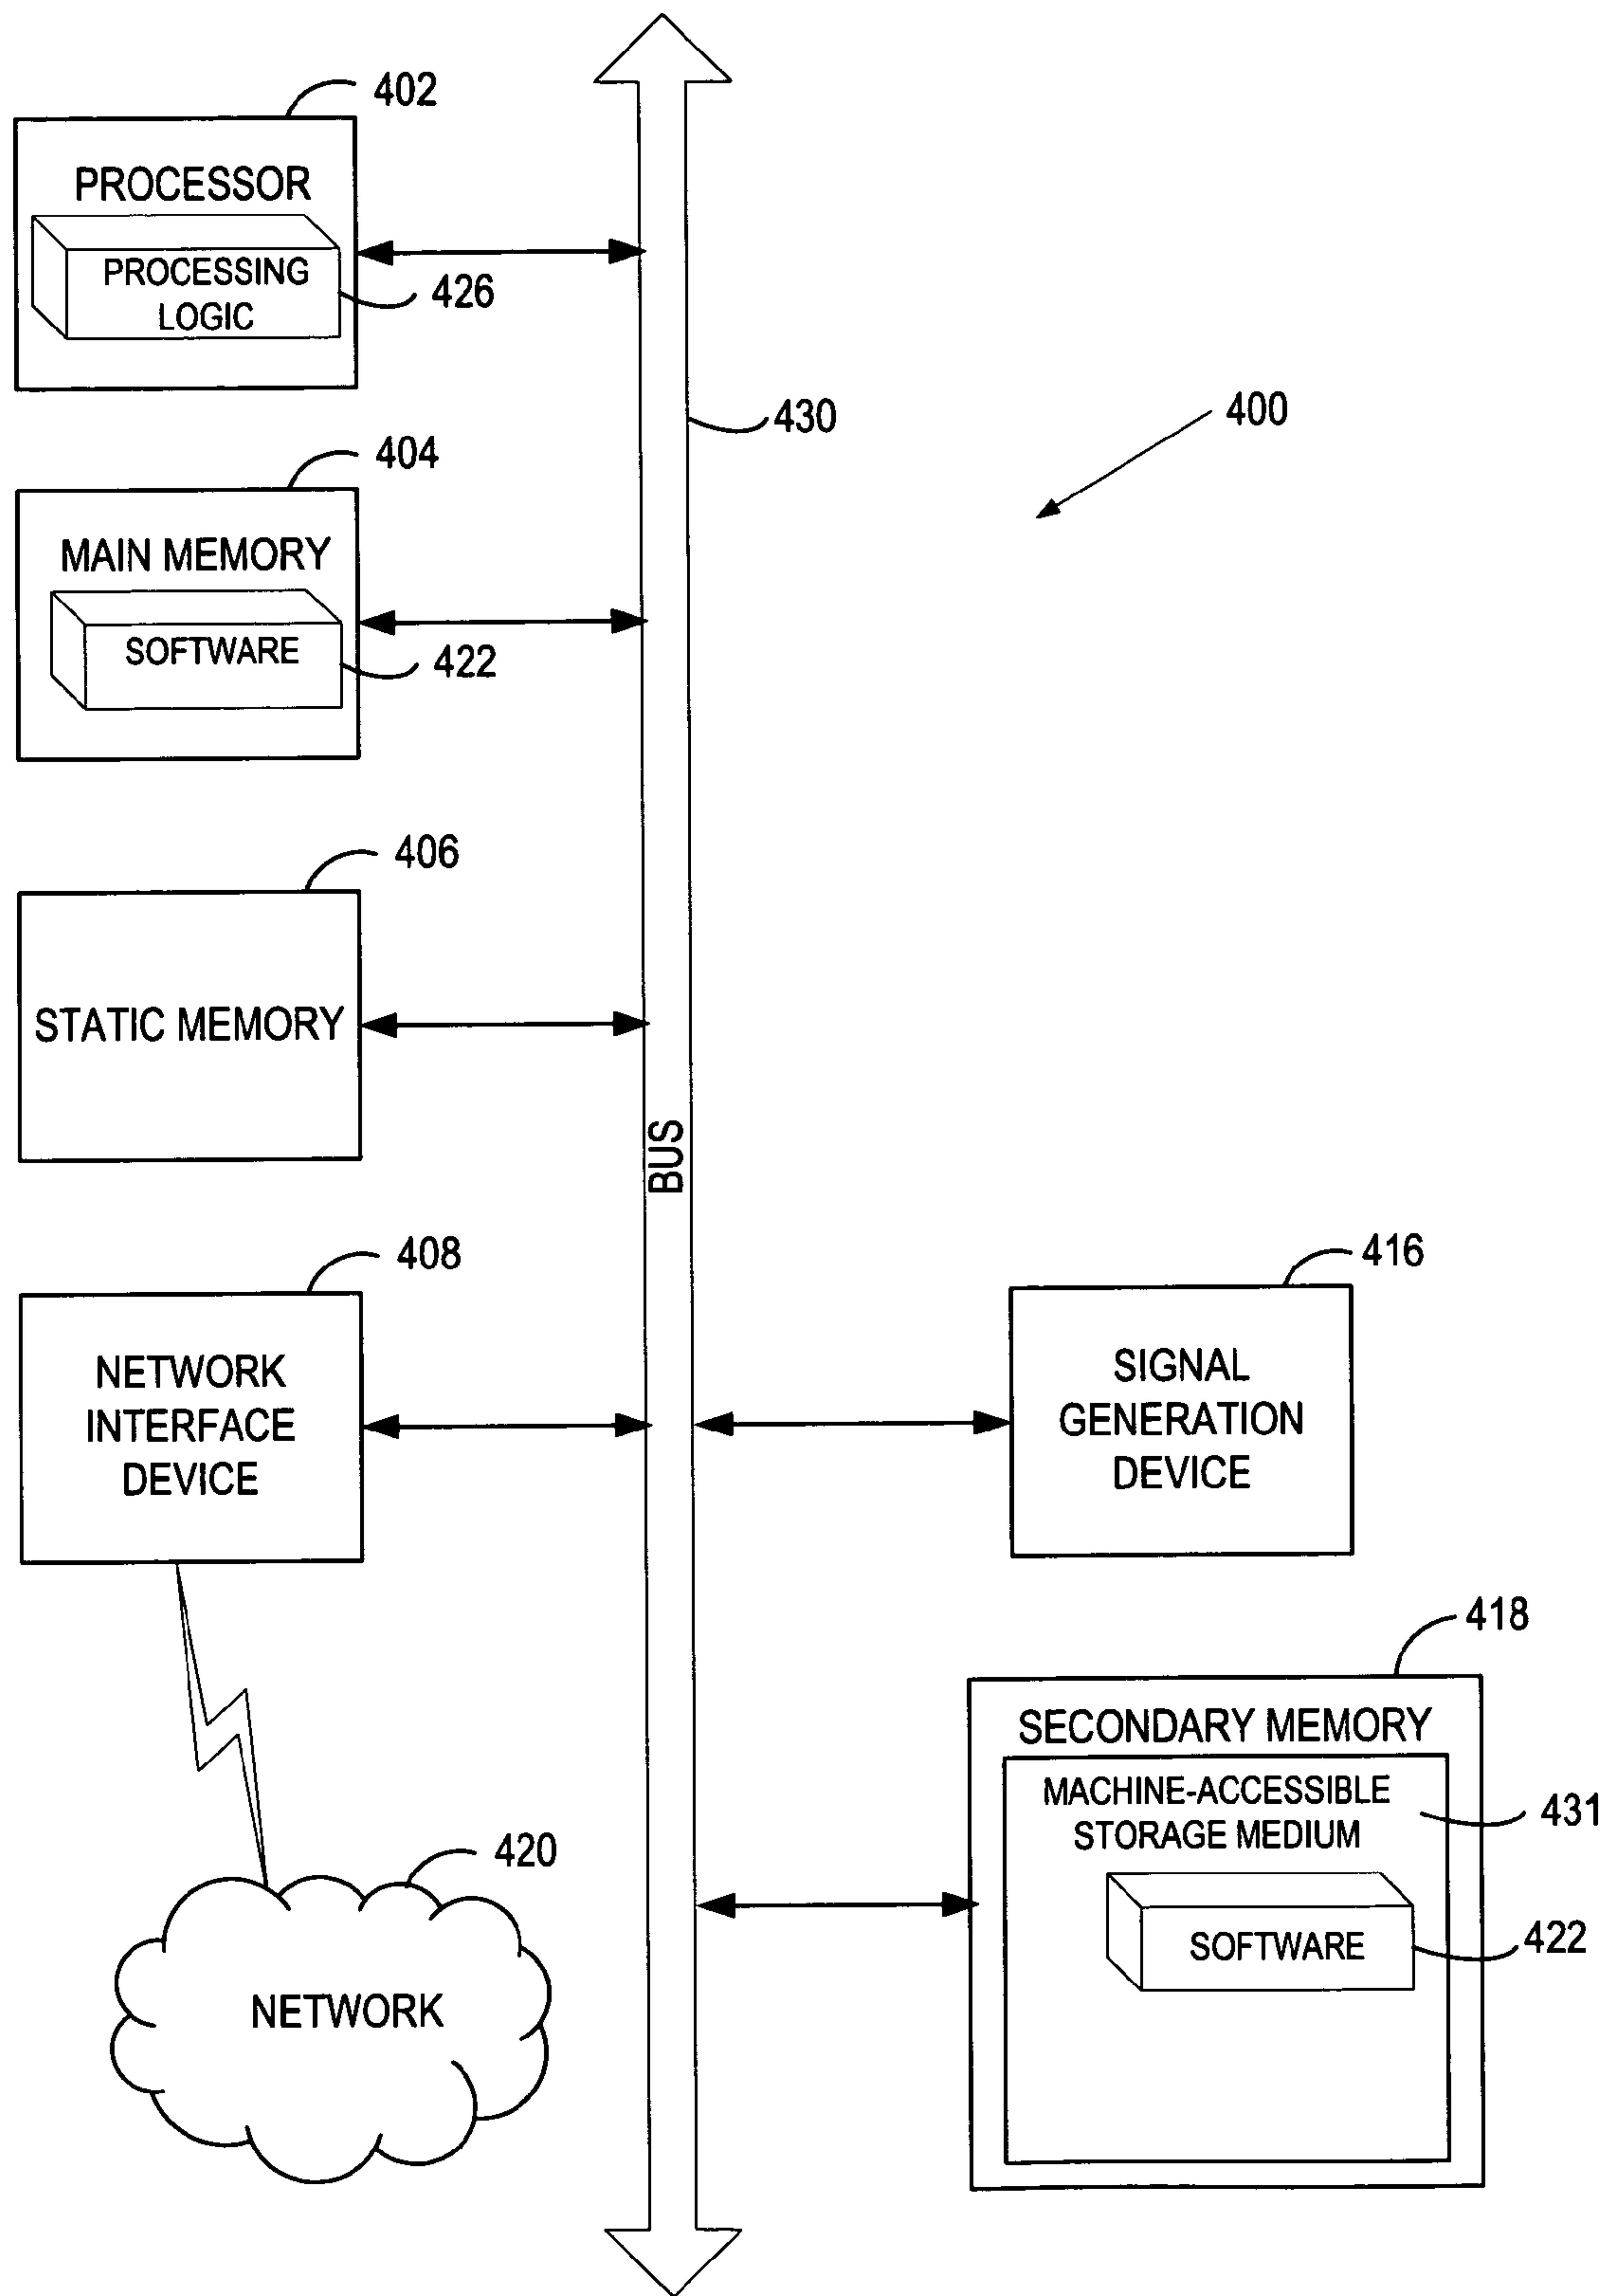 402
PROCESSOR
PROCESSING
LOGIC
426
430
400
404
MAIN MEMORY
SOFTWARE
422
406
STATIC MEMORY
BUS
408
NETWORK
INTERFACE
DEVICE
416
SIGNAL
GENERATION
DEVICE
418
SECONDARY MEMORY
MACHINE-ACCESSIBLE
STORAGE MEDIUM
431
SOFTWARE
422
420
NETWORK